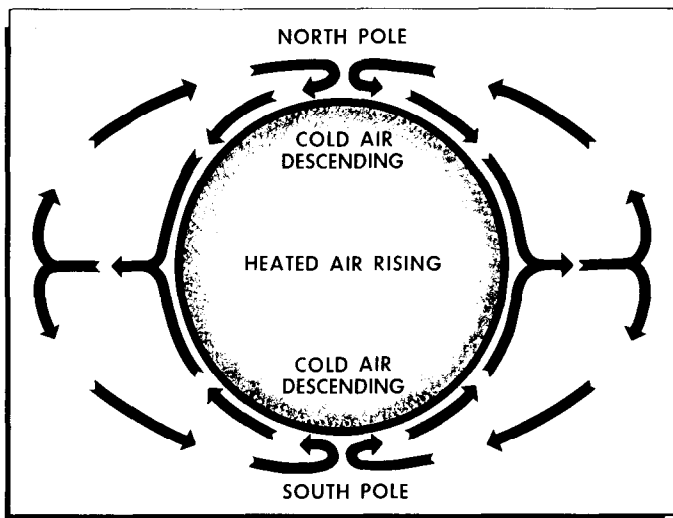 NORTH POLE
COLD AIR
DESCENDING
HEATED AIR RISING
COLD AIR
DESCENDING
SOUTH POLE